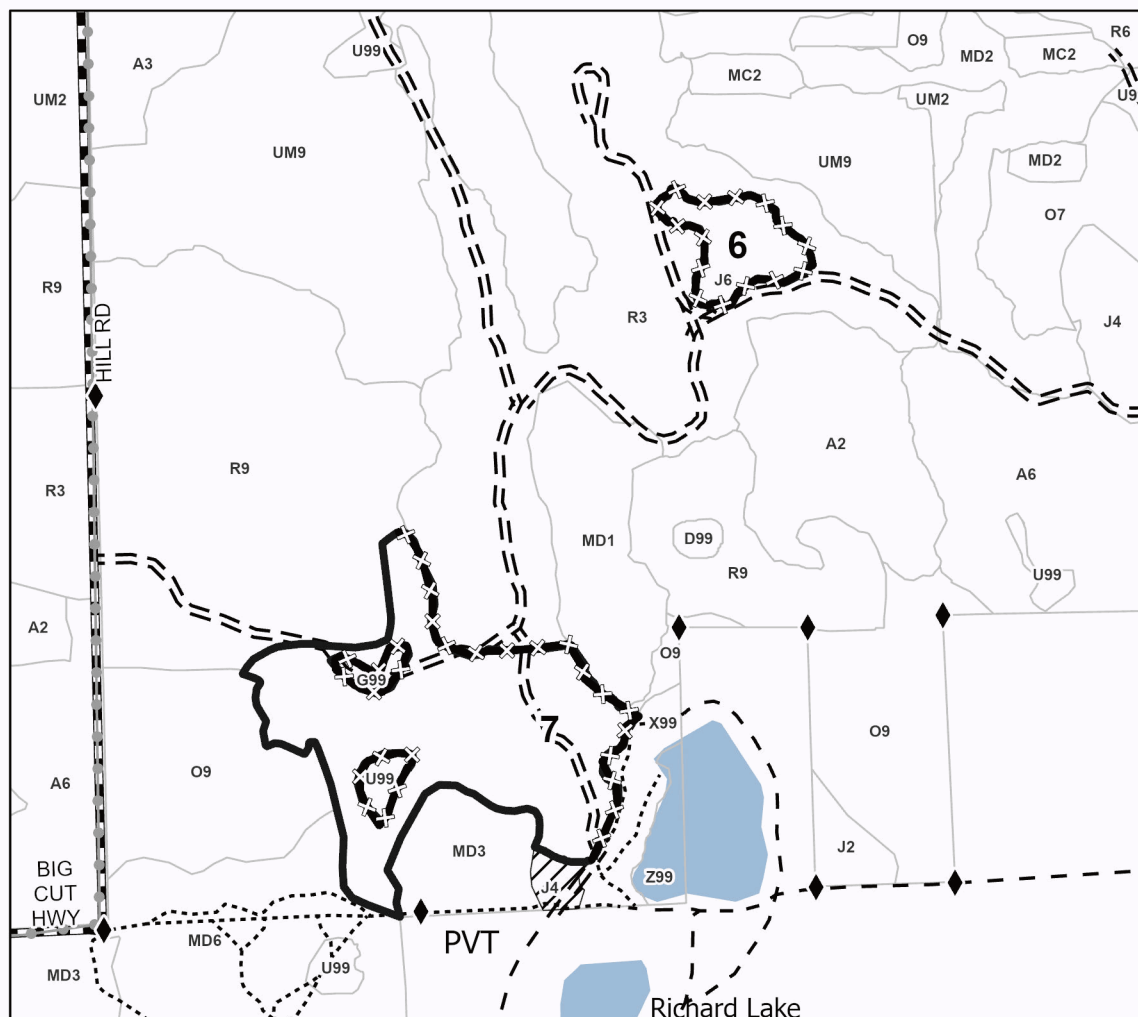 R6
O9
U99
MD2
MC2
A3
MC2
U9
UM2
UM2
UM9
UM9
MD2
O7
6
J6
R9
R3
J4
HILL RD
A2
R9
A6
R3
MD1
D99
R9
U99
A2
O9
G99
X99
7
O9
O9
U99
A6
J2
MD3
Z99
J4
BIG
CUT
HWY
MD6
PVT
U99
MD3
Richard Lake